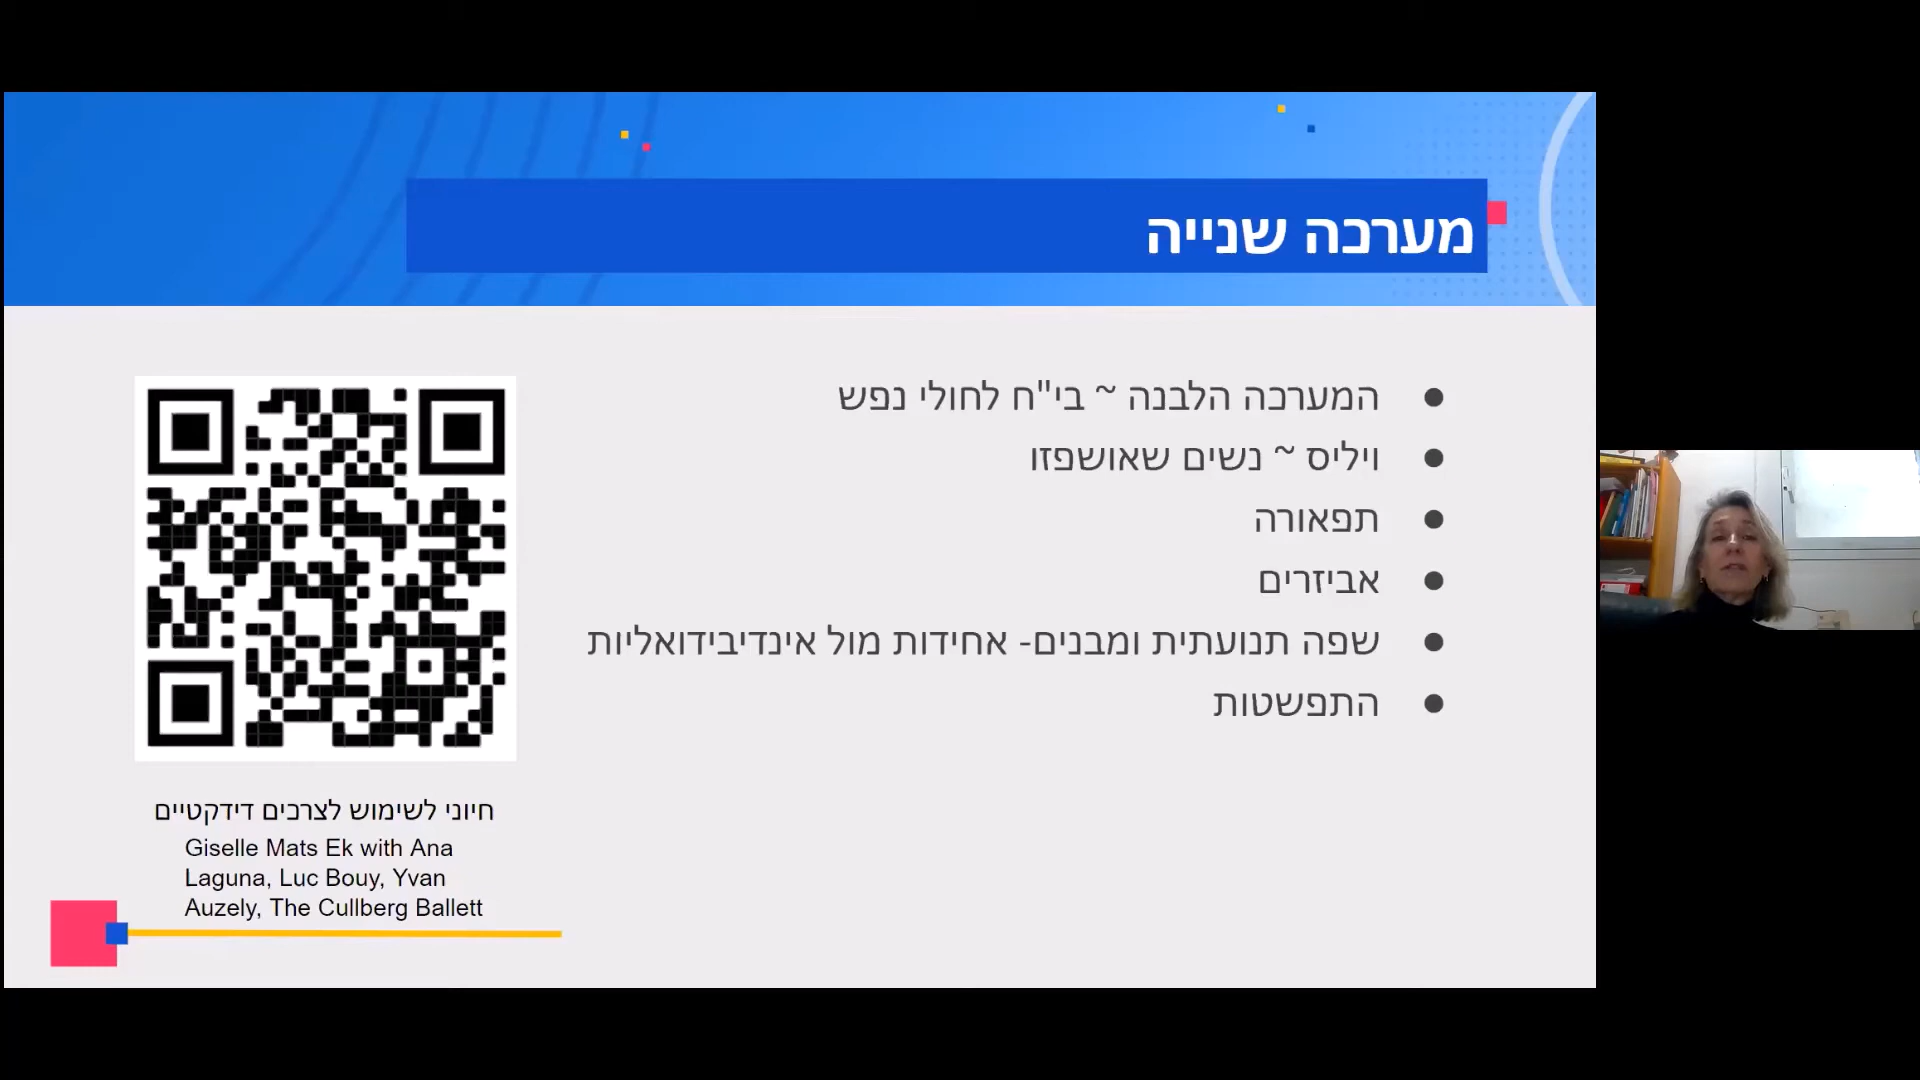 מערכה שנייה
המערכה הלבנה ~ בי"ח לחולי נפש
ויליס ~ נשים שאושפזו
תפאורה
אביזרים
שפה תנועתית ומבנים- אחידות מול אינדיבידואליות
התפשטות
חיוני לשימוש לצרכים דידקטיים
Giselle Mats Ek with Ana
Laguna, Luc Bouy, Yvan
Auzely, The Cullberg Ballett